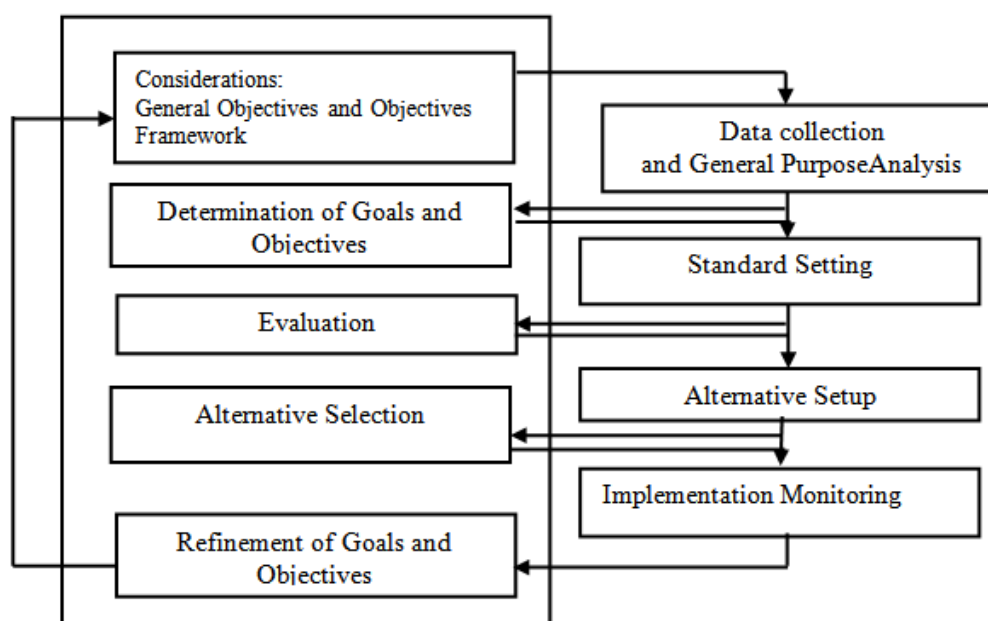 Considerations:
General Objectives and Objectives
Framework
Data collection
and General PurposeAnalysis
Determination of Goals and
Objectives
Standard Setting
Evaluation
Alternative Setup
Alternative Selection
Implementation Monitoring
Refinement of Goals and
Objectives